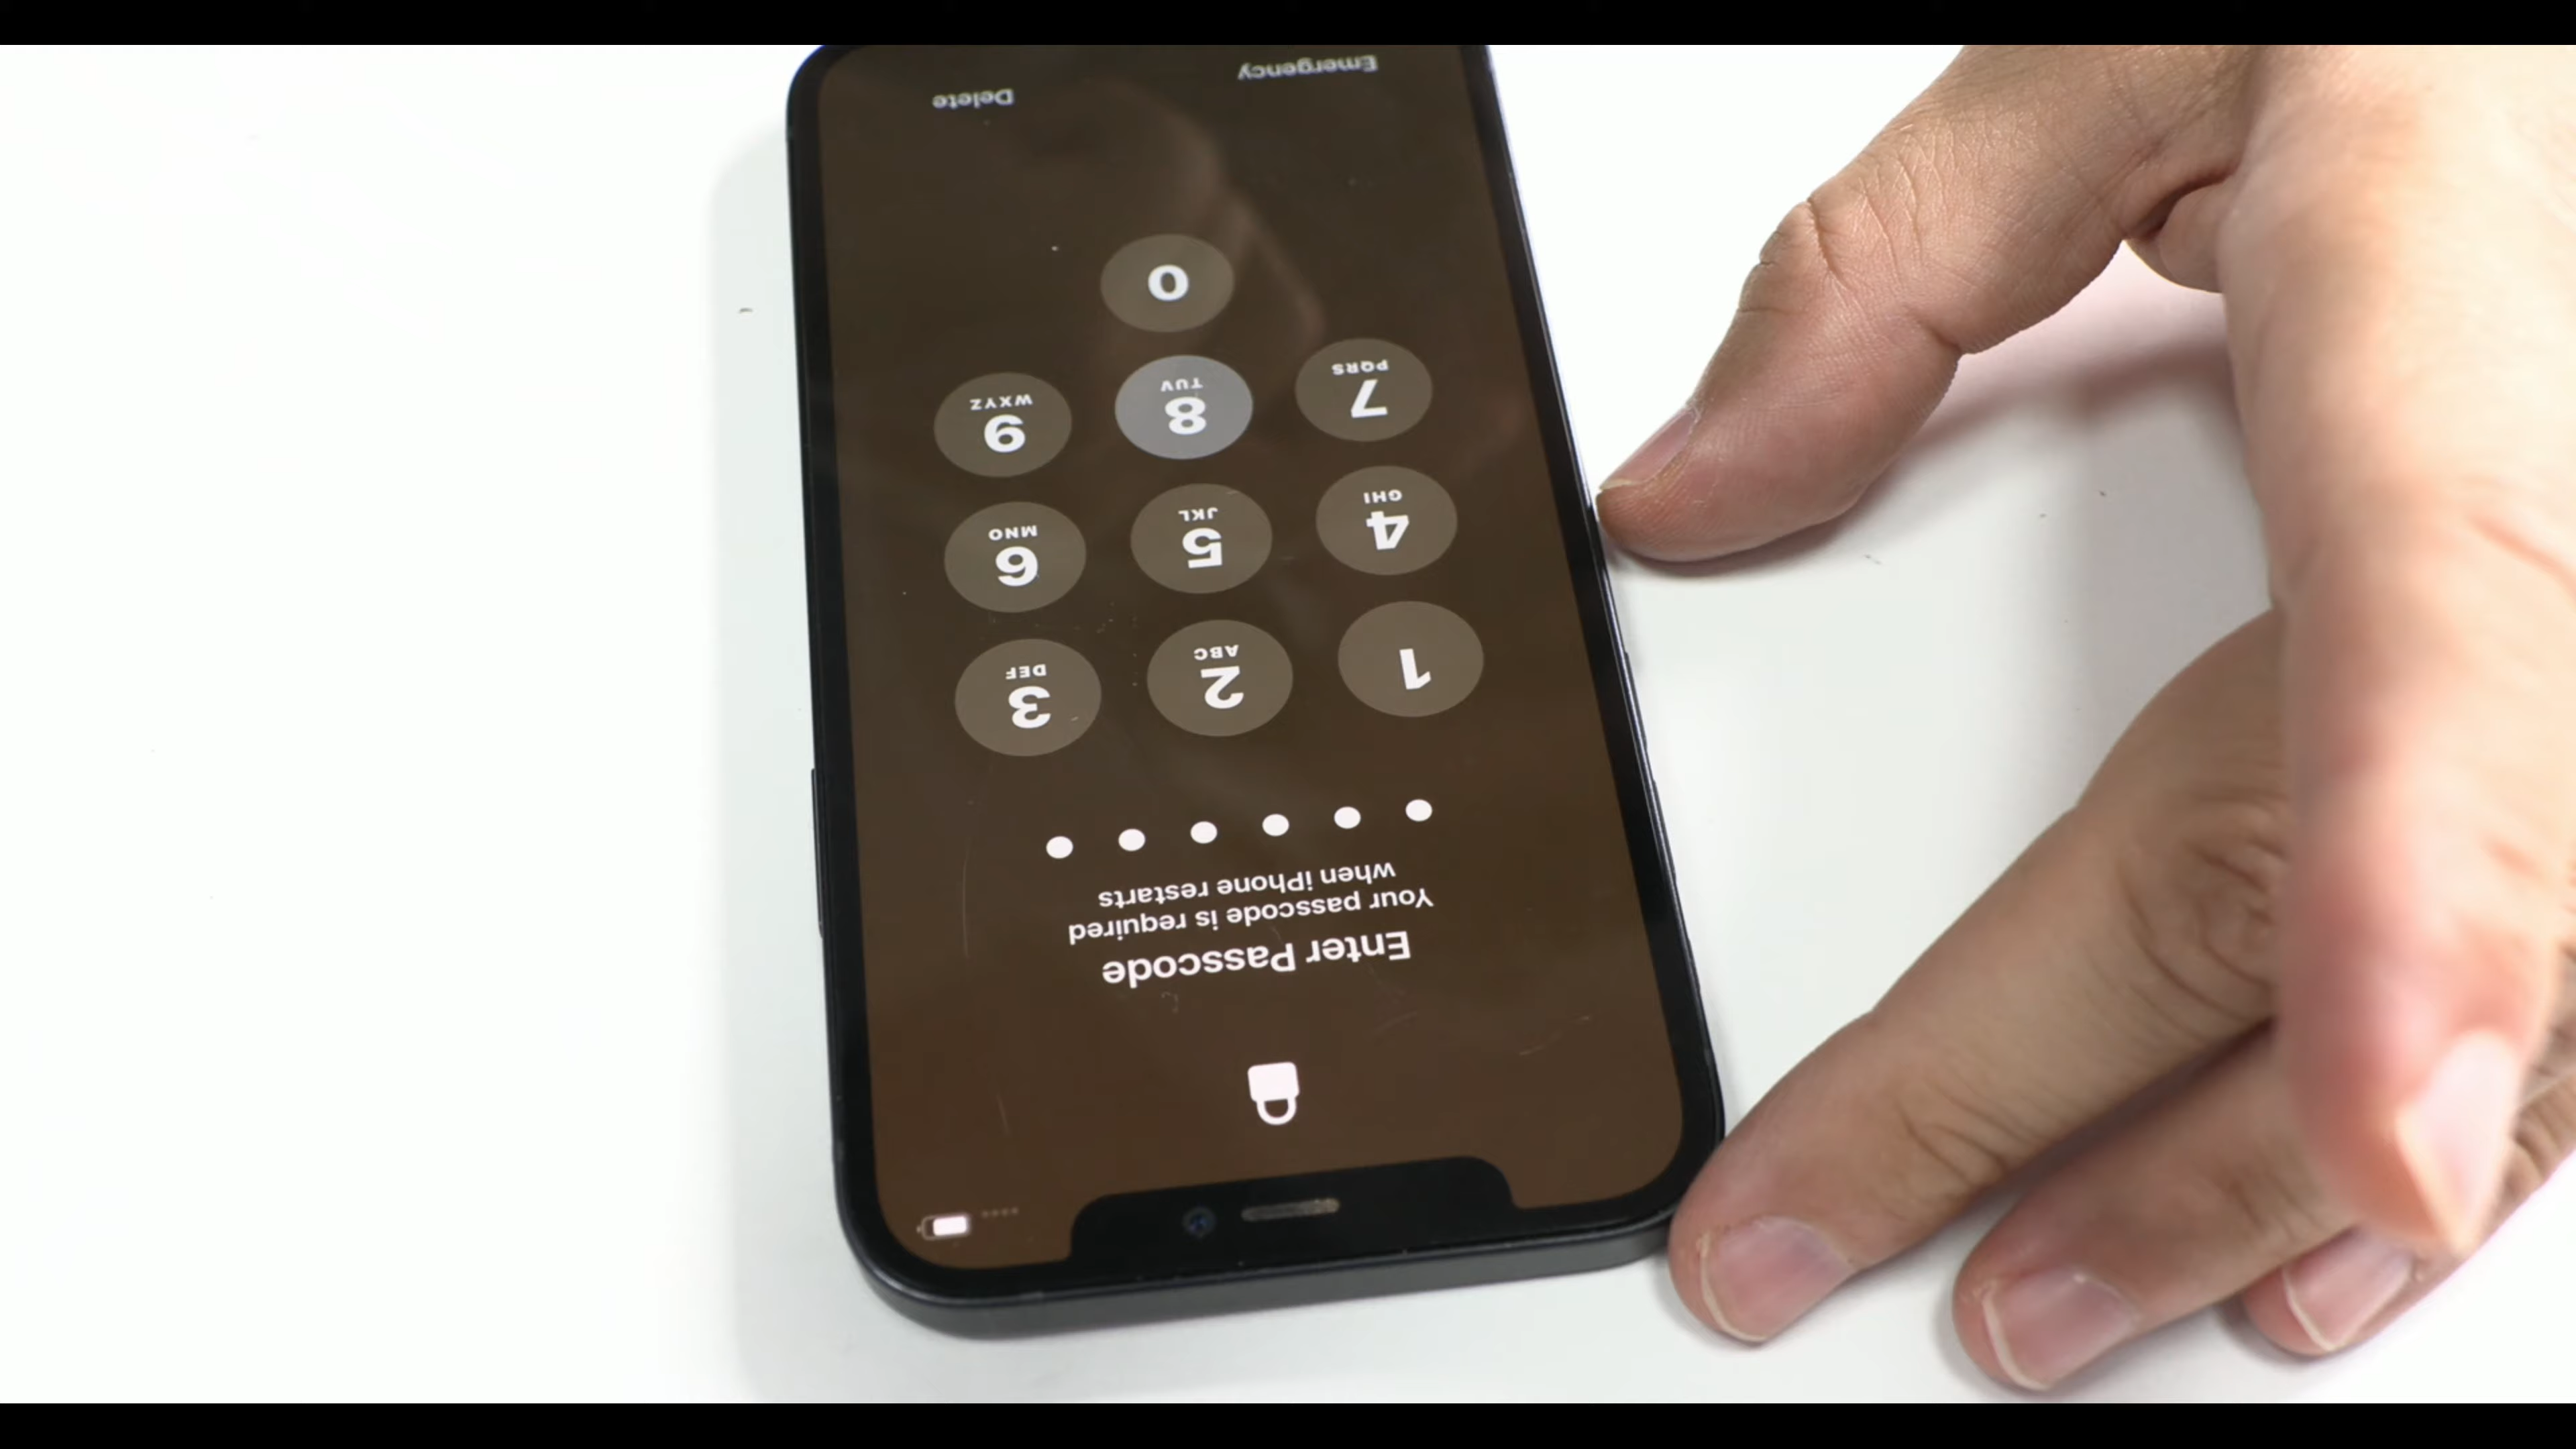 Enter Passcode
Your passcode is required
when iPhone restarts
1
2
ABC
3
DEF
4
GHI
5
JKL
6
MNO
7
PQRS
8
TUV
9
WXYZ
0
Emergency
Delete